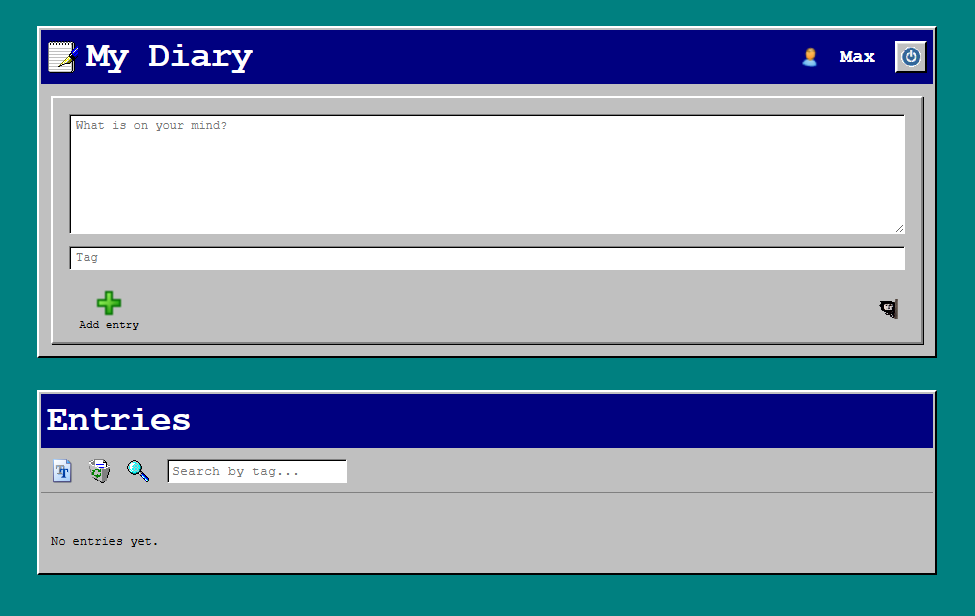 My Diary
Max
What is on your mind?
Tag
Add entry
Entries
Search by tag...
No entries yet.